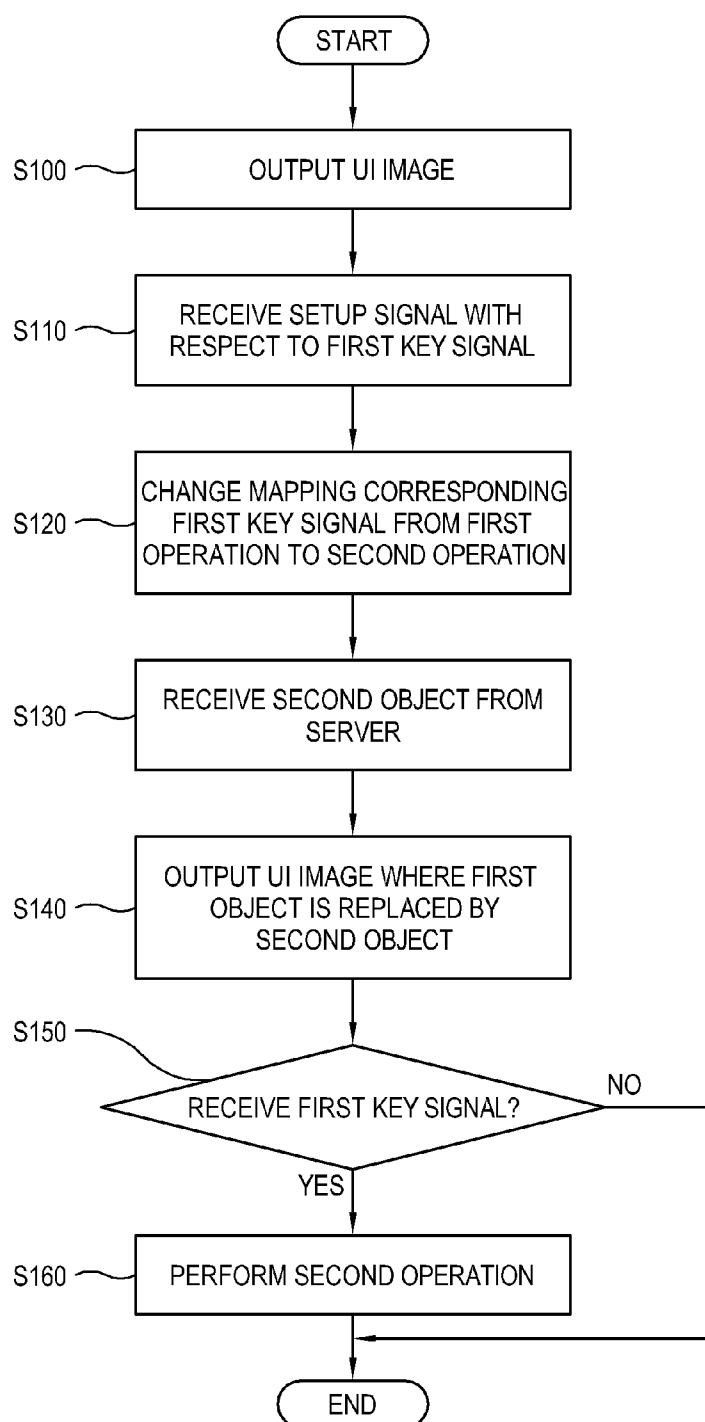 START
S100
OUTPUT UI IMAGE
S110
RECEIVE SETUP SIGNAL WITH
RESPECT TO FIRST KEY SIGNAL
S120
CHANGE MAPPING CORRESPONDING
FIRST KEY SIGNAL FROM FIRST
OPERATION TO SECOND OPERATION
S130
RECEIVE SECOND OBJECT FROM
SERVER
S140
OUTPUT UI IMAGE WHERE FIRST
OBJECT IS REPLACED BY
SECOND OBJECT
S150
RECEIVE FIRST KEY SIGNAL?
NO
YES
S160
PERFORM SECOND OPERATION
END